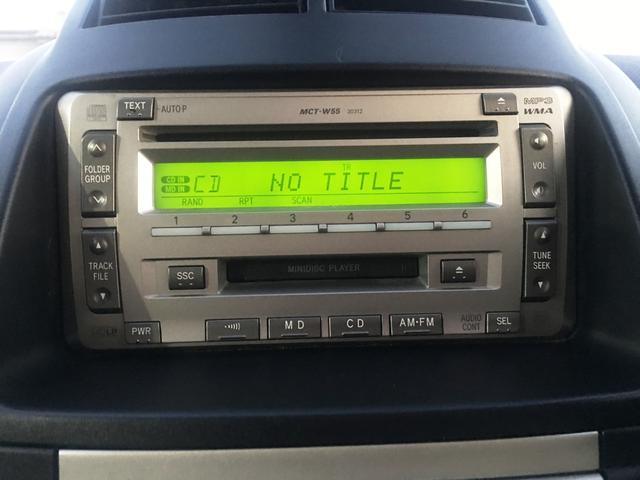 TEXT
AUTO P
MCT-W55 20312
MP3
WMA
FOLDER
GROUP
VOL
CD IN
MD IN
TR
CD NO TITLE
RAND RPT SCAN
1 2 3 4 5 6
TRACK
FILE
TUNE
SEEK
SSC
MINIDISC PLAYER
PWR
MD
CD
AM·FM
AUDIO
CONT
SEL